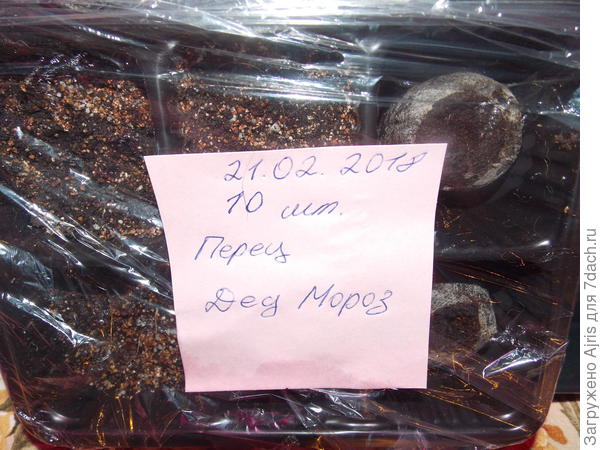 21.02.2018
10 шт.
Перец
Дед Мороз
Загружено Ajris для 7dach.ru